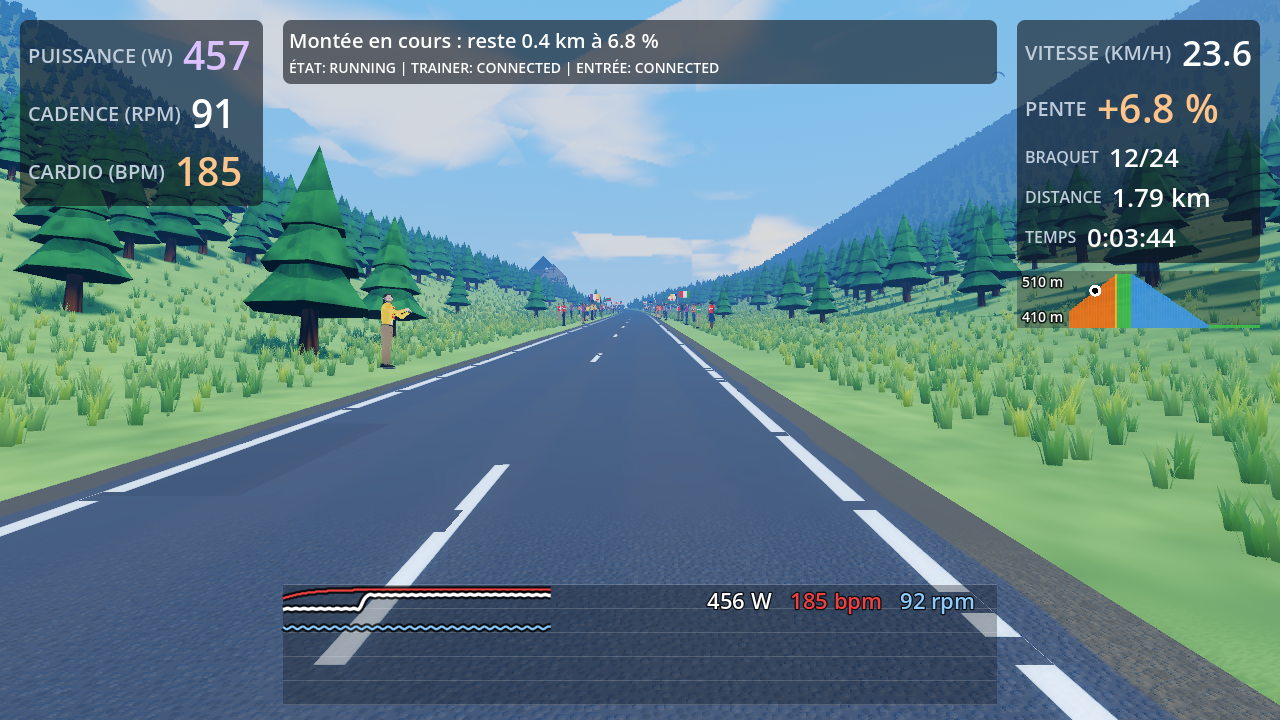 PUISSANCE (W) 457
CADENCE (RPM) 91
CARDIO (BPM) 185
Montée en cours : reste 0.4 km à 6.8 %
ÉTAT: RUNNING | TRAINER: CONNECTED | ENTRÉE: CONNECTED
VITESSE (KM/H) 23.6
PENTE +6.8 %
BRAQUET 12/24
DISTANCE 1.79 km
TEMPS 0:03:44
510 m
410 m
456 W 185 bpm 92 rpm